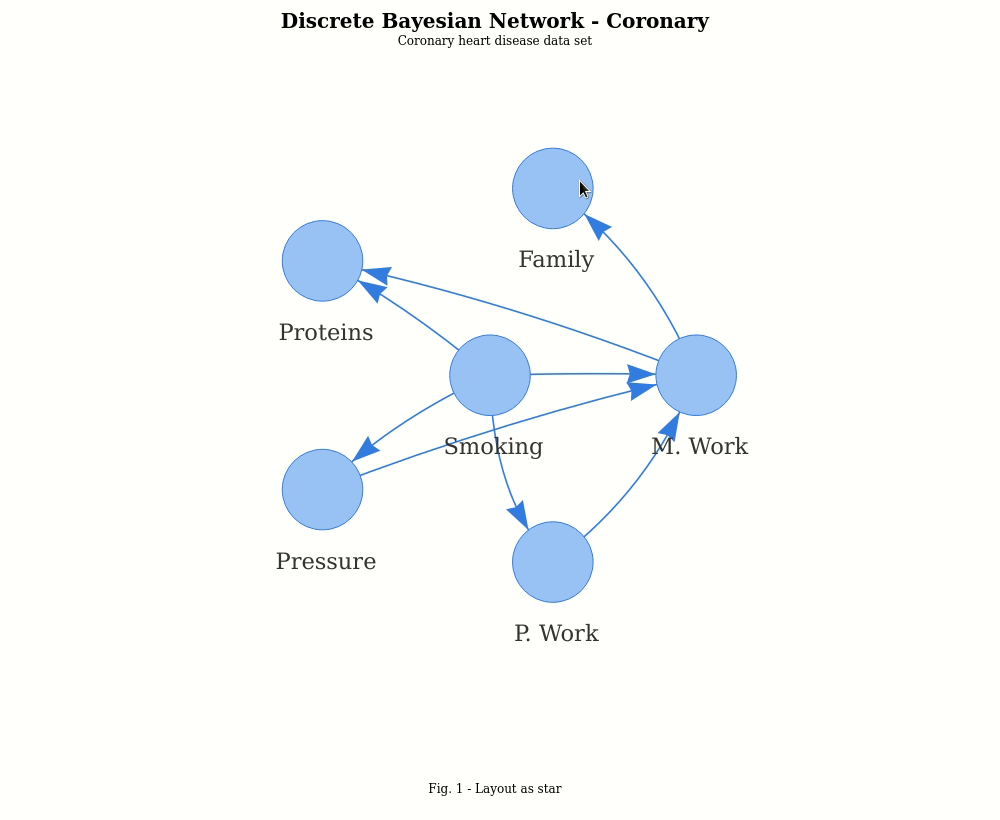 Discrete Bayesian Network - Coronary
Coronary heart disease data set
Family
Proteins
Smoking
M. Work
Pressure
P. Work
Fig. 1 - Layout as star